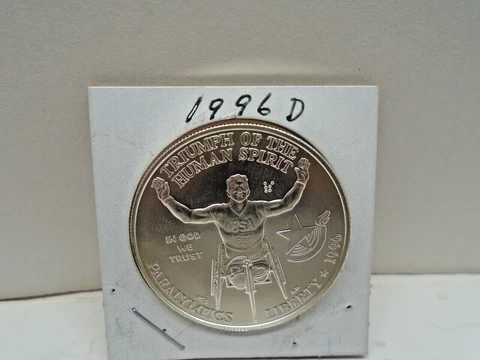 1996 D
TRIUMPH OF THE
HUMAN SPIRIT
USA
IN GOD
WE
TRUST
PARALYMPICS LIBERTY ★ 1996